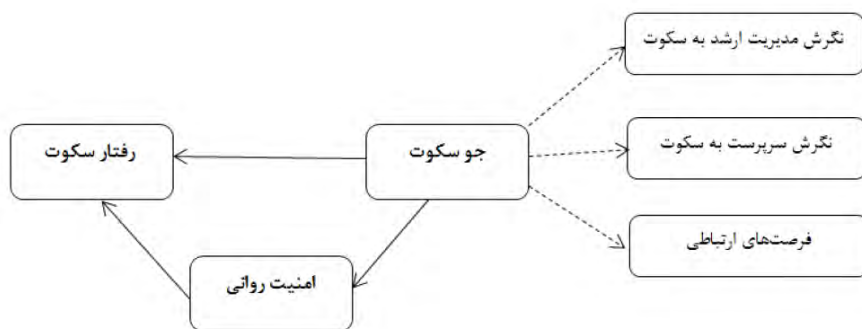 نگرش مدیریت ارشد به سکوت
نگرش سرپرست به سکوت
جو سکوت
رفتار سکوت
فرصت‌های ارتباطی
امنیت روانی